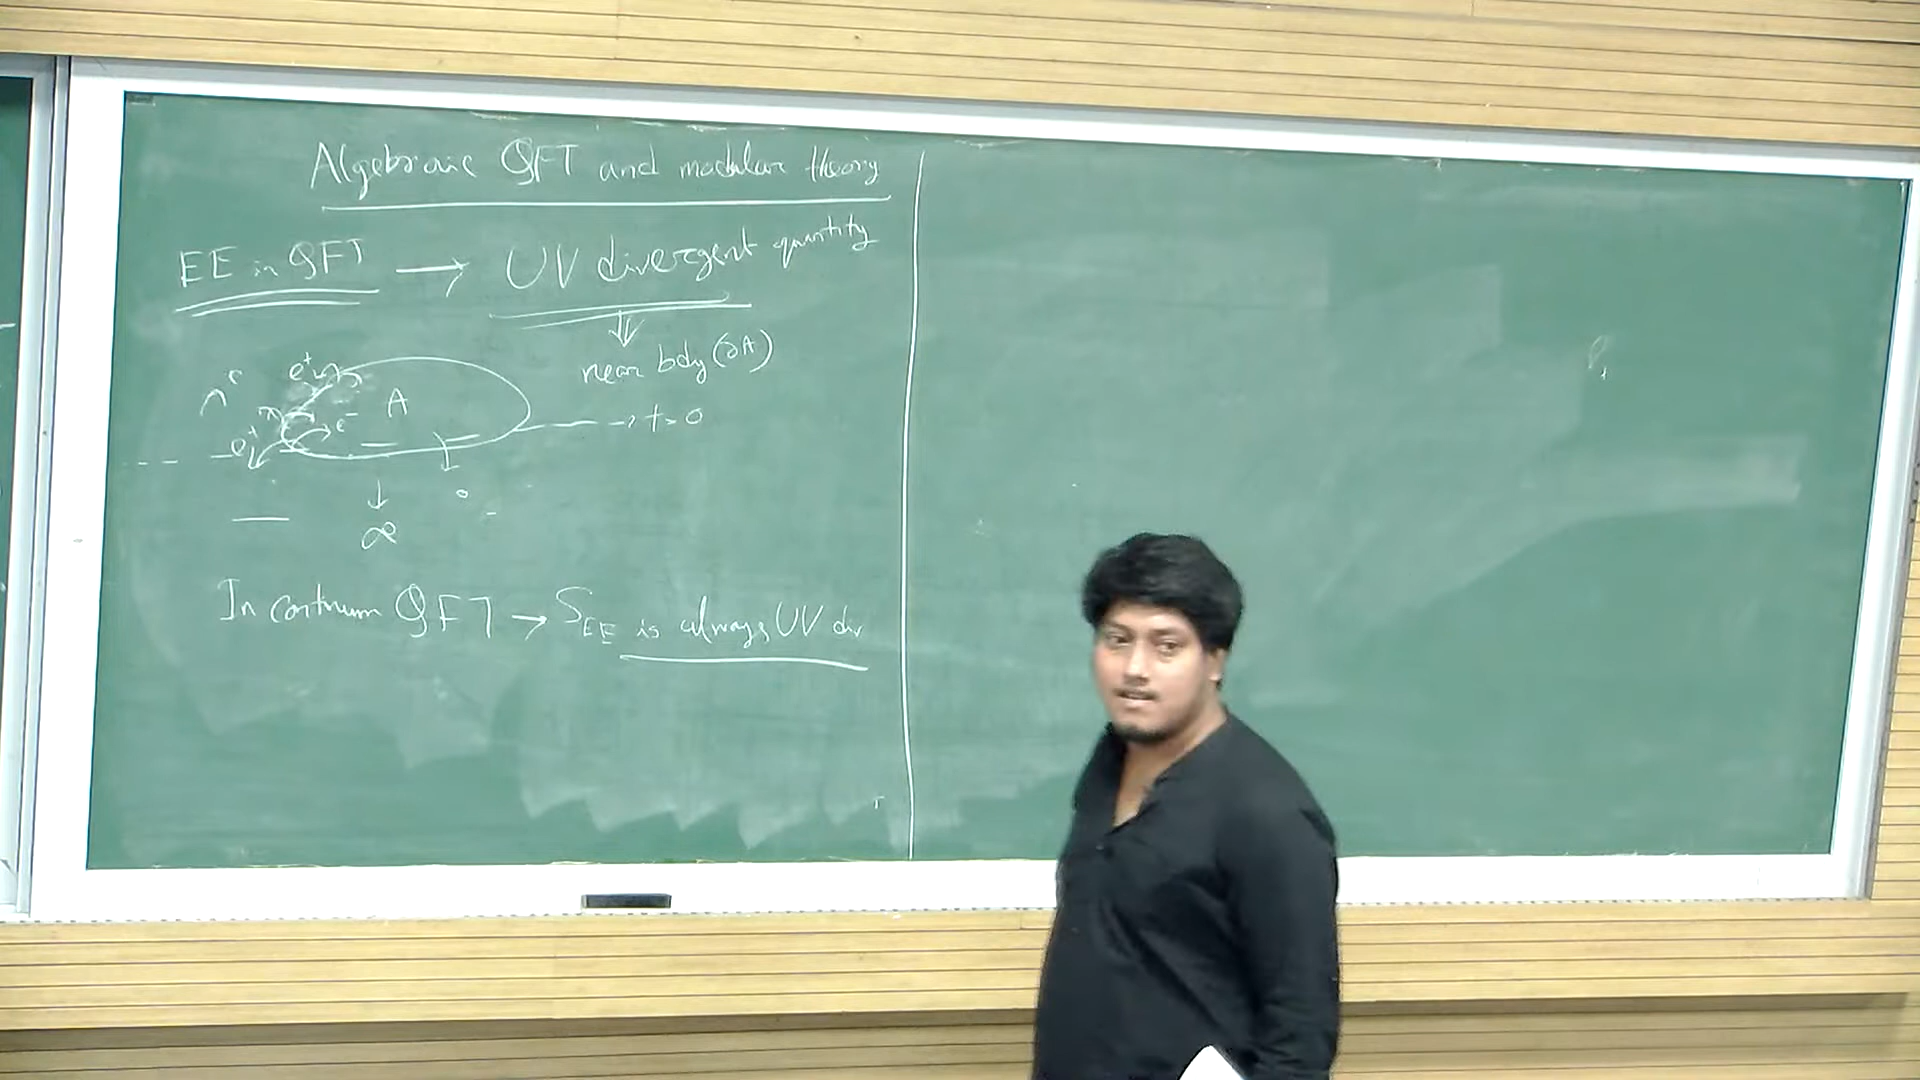 Algebraic QFT and modular theory
EE in QFT → UV divergent quantity
⇓
near bdy (∂A)
e⁺
A
e⁻
→ t=0
e⁺
↓
∞
In contnum QFT → S_EE is always UV div